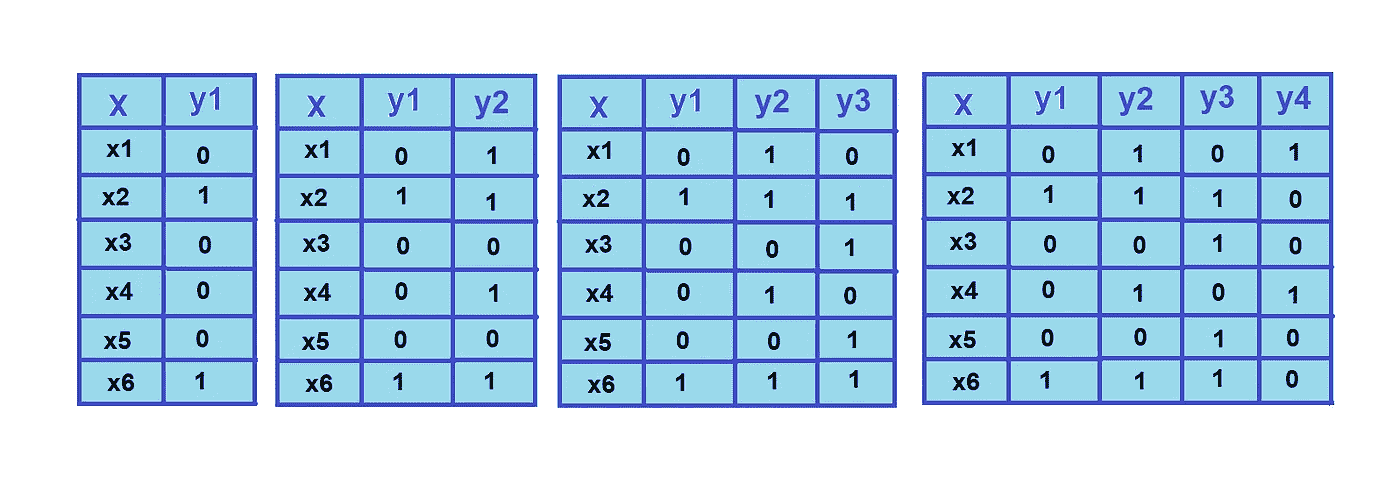 X y1
x1 0
x2 1
x3 0
x4 0
x5 0
x6 1
X y1 y2
x1 0 1
x2 1 1
x3 0 0
x4 0 1
x5 0 0
x6 1 1
X y1 y2 y3
x1 0 1 0
x2 1 1 1
x3 0 0 1
x4 0 1 0
x5 0 0 1
x6 1 1 1
X y1 y2 y3 y4
x1 0 1 0 1
x2 1 1 1 0
x3 0 0 1 0
x4 0 1 0 1
x5 0 0 1 0
x6 1 1 1 0